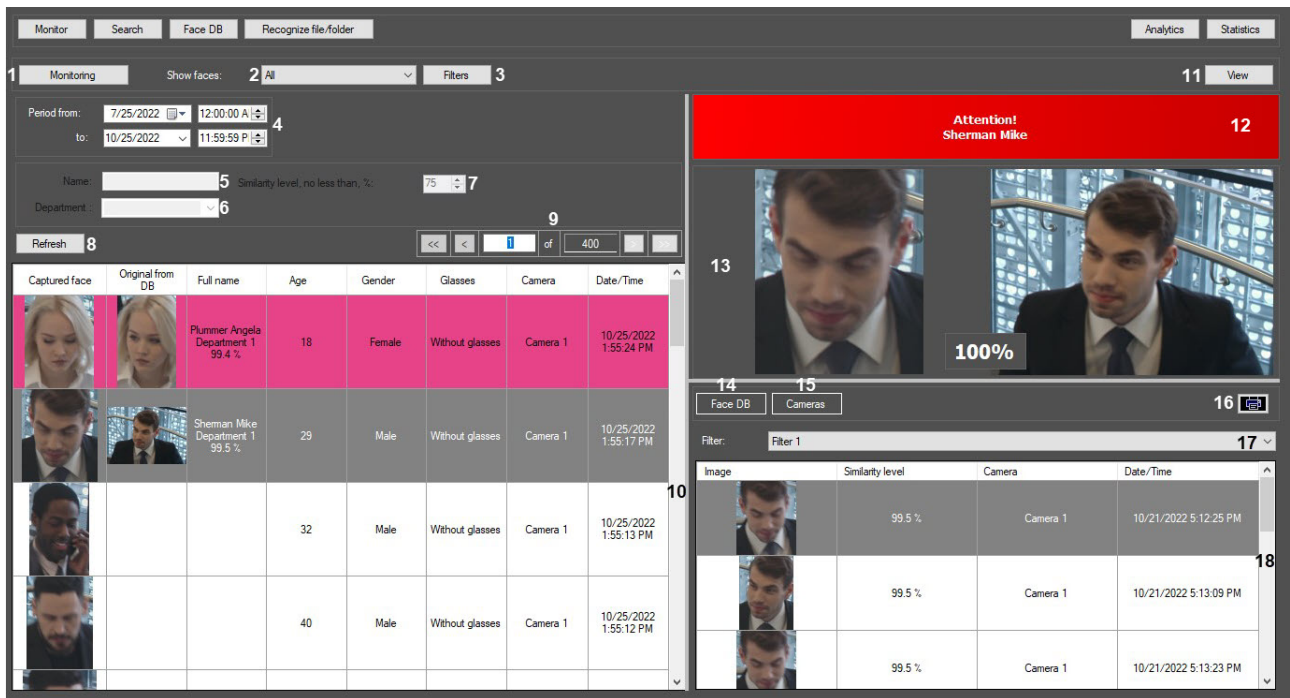 Monitor Search Face DB Recognize file/folder Analytics Statistics
1 Monitoring Show faces: 2 All Filters 3 11 View
Period from: 7/25/2022 12:00:00 A 4
to: 10/25/2022 11:59:59 P
Attention!
Sherman Mike
12
Name: 5 Similarity level, no less than, %: 75 7
Department : 6
Refresh 8
9
<< < 1 of 400 > >>
Captured face Original from DB Full name Age Gender Glasses Camera Date/Time
Plummer Angela
Department 1
99.4 %
18 Female Without glasses Camera 1 10/25/2022
1:55:24 PM
Sherman Mike
Department 1
99.5 %
29 Male Without glasses Camera 1 10/25/2022
1:55:17 PM
32 Male Without glasses Camera 1 10/25/2022
1:55:13 PM
40 Male Without glasses Camera 1 10/25/2022
1:55:12 PM
10
13
100%
14 15
Face DB Cameras 16
Filter: Filter 1 17
Image Similarity level Camera Date/Time
99.5 % Camera 1 10/21/2022 5:12:25 PM
18
99.5 % Camera 1 10/21/2022 5:13:09 PM
99.5 % Camera 1 10/21/2022 5:13:23 PM